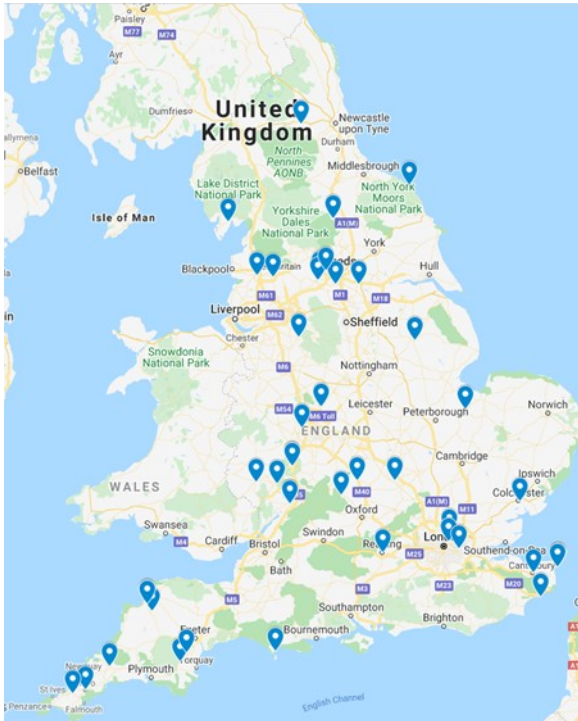 Paisley
M77
M74
Ayr
Dumfries
United
Kingdom
Newcastle
upon Tyne
Durham
North
Pennines
AONB
Middlesbrough
Belfast
Lake District
National Park
North York
Moors
National Park
Isle of Man
Yorkshire
Dales
National Park
A1(M)
York
Blackpool
Hull
M61
M1
M18
Liverpool
M62
Sheffield
Chester
Snowdonia
National Park
M6
Nottingham
Norwich
M54
Leicester
Peterborough
M6 Toll
ENGLAND
Cambridge
WALES
Ipswich
M40
A1(M)
M11
Colchester
Oxford
Swansea
Swindon
M4
Cardiff
Bristol
Bath
M25
Southend-on-Sea
M3
M23
M20
M5
Southampton
Brighton
Exeter
Bournemouth
Torquay
Plymouth
St Ives
Penzance
Falmouth
English Channel